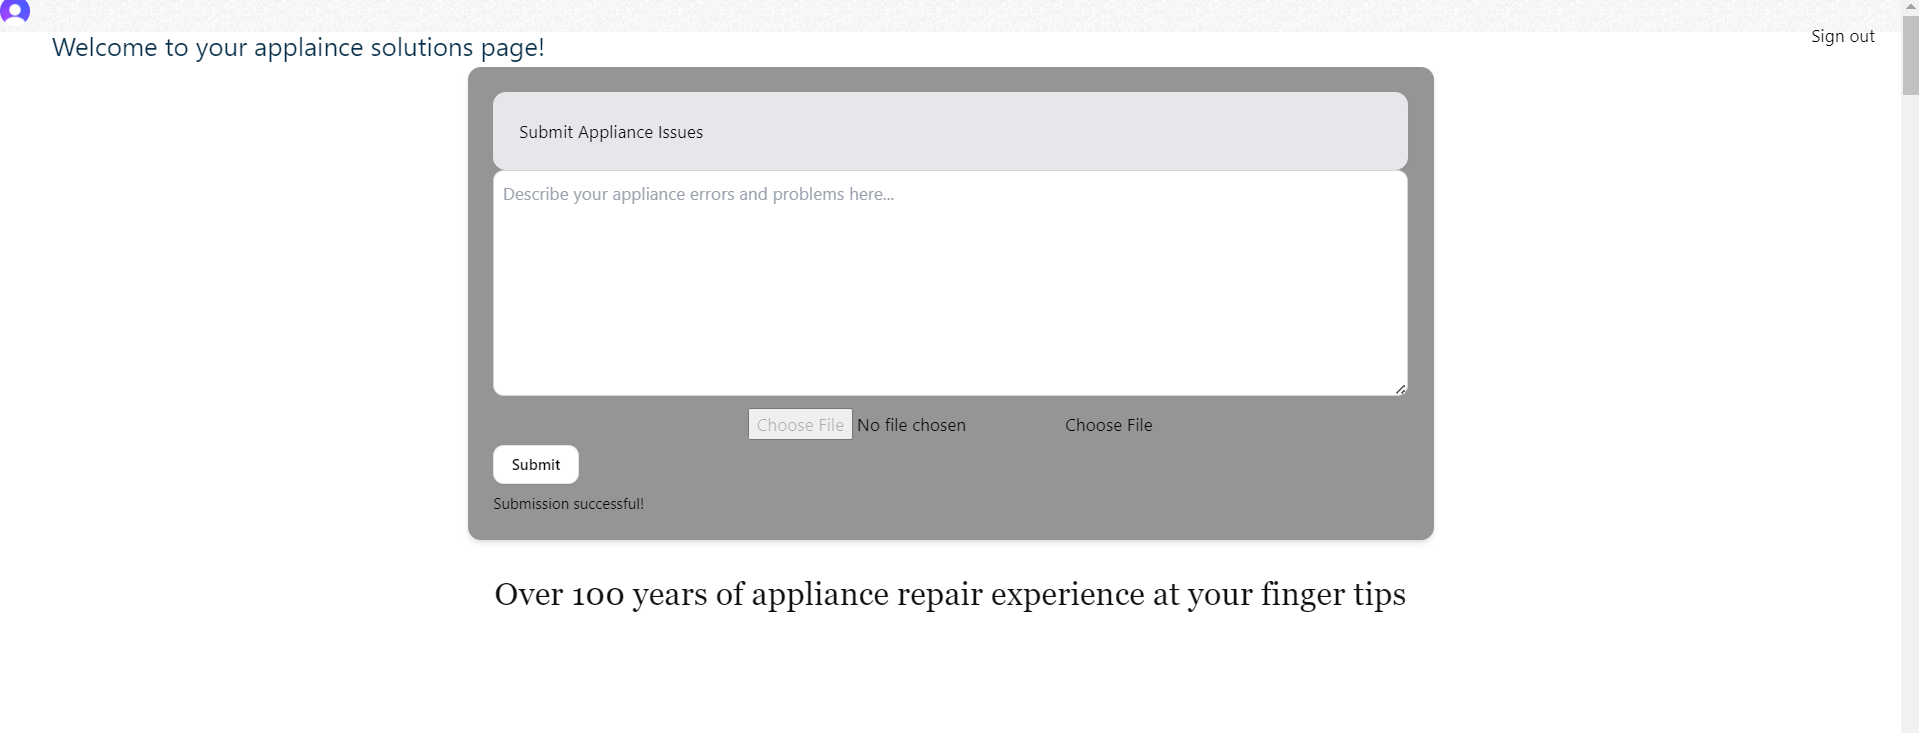 Sign out
Welcome to your applaince solutions page!
Submit Appliance Issues
Describe your appliance errors and problems here...
Choose File No file chosen Choose File
Submit
Submission successful!
Over 100 years of appliance repair experience at your finger tips